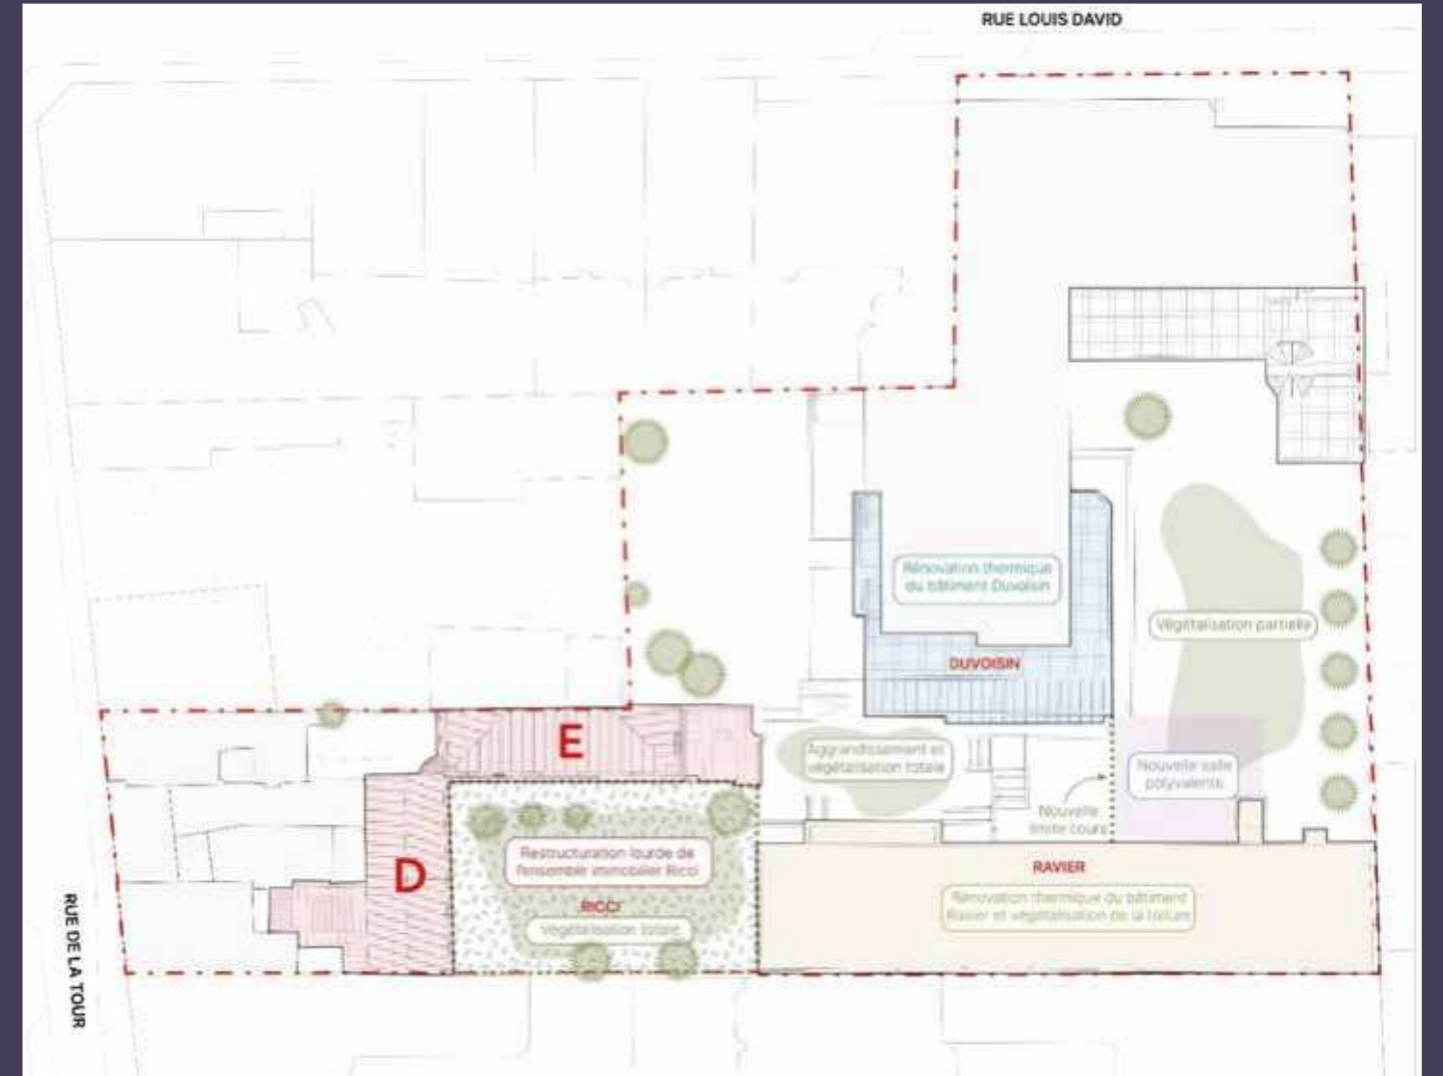 RUE LOUIS DAVID
Rénovation thermique
du bâtiment Duvoisin
Végétalisation partielle
DUVOISIN
E
Aggrandissement et
végétalisation totale
Nouvelle salle
polyvalente
Nouvelle
limite cours
Restructuration lourde de
l'ensemble immobilier Ricci
D
RAVIER
Rénovation thermique du bâtiment
Ravier et végétalisation de la toiture
RICCI
Végétalisation totale
RUE DE LA TOUR